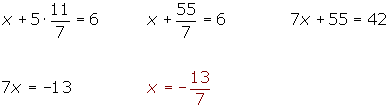 x + 5 · 11/7 = 6    x + 55/7 = 6    7x + 55 = 42
7x = -13    x = -13/7